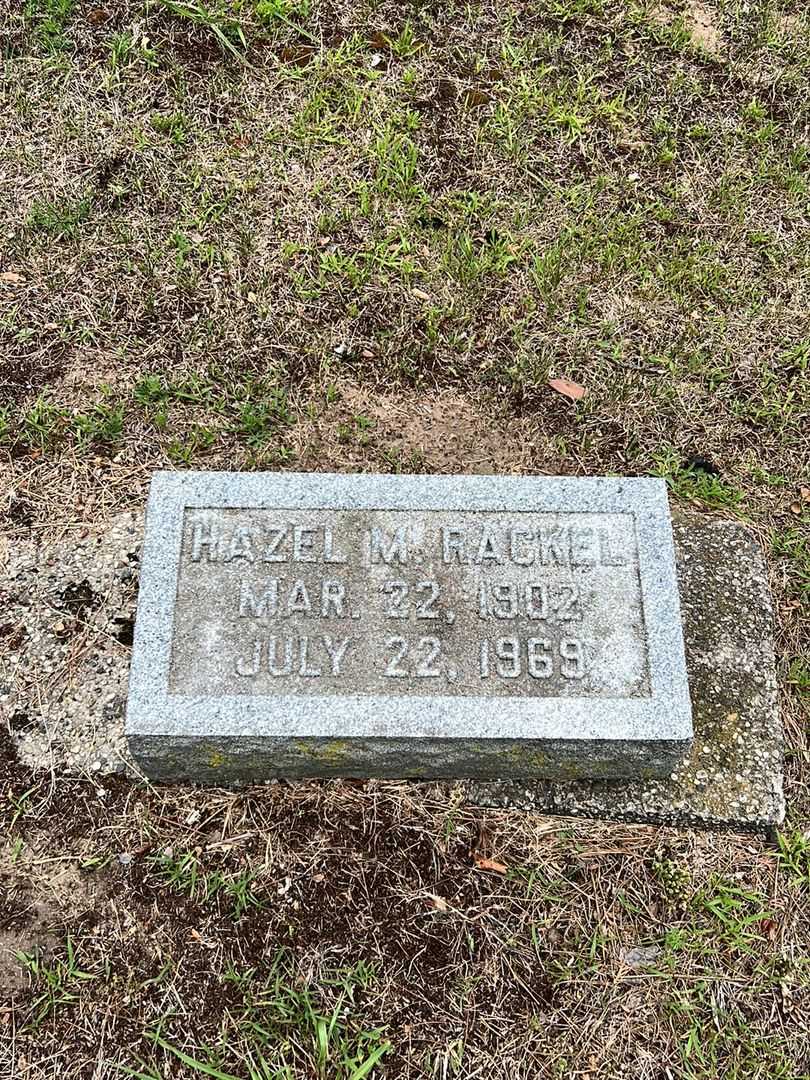 HAZEL M. RACKEL
MAR. 22, 1902
JULY 22, 1969